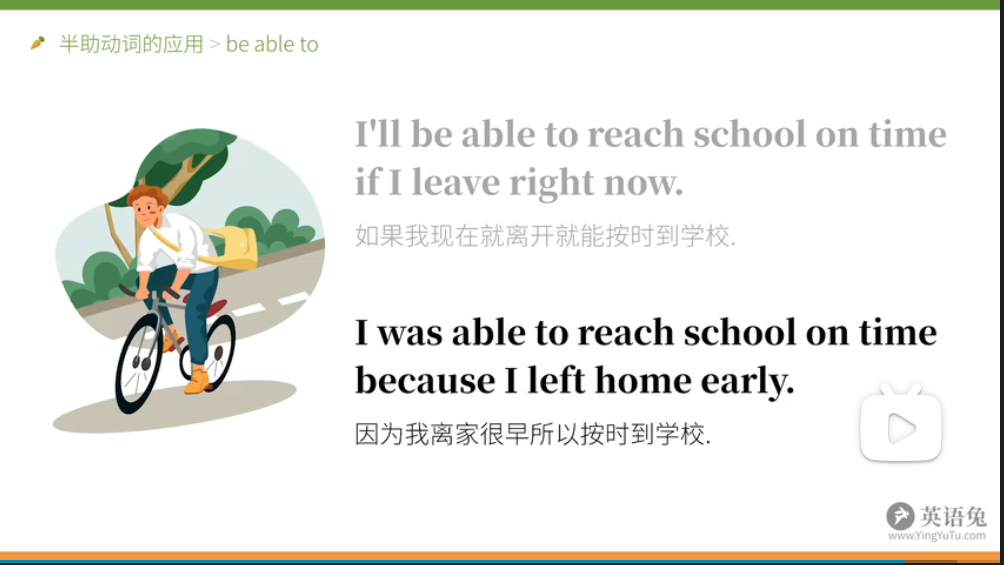 半助动词的应用 > be able to
I'll be able to reach school on time
if I leave right now.
如果我现在就离开就能按时到学校.
I was able to reach school on time
because I left home early.
因为我离家很早所以按时到学校.
英语兔
www.YingYuTu.com